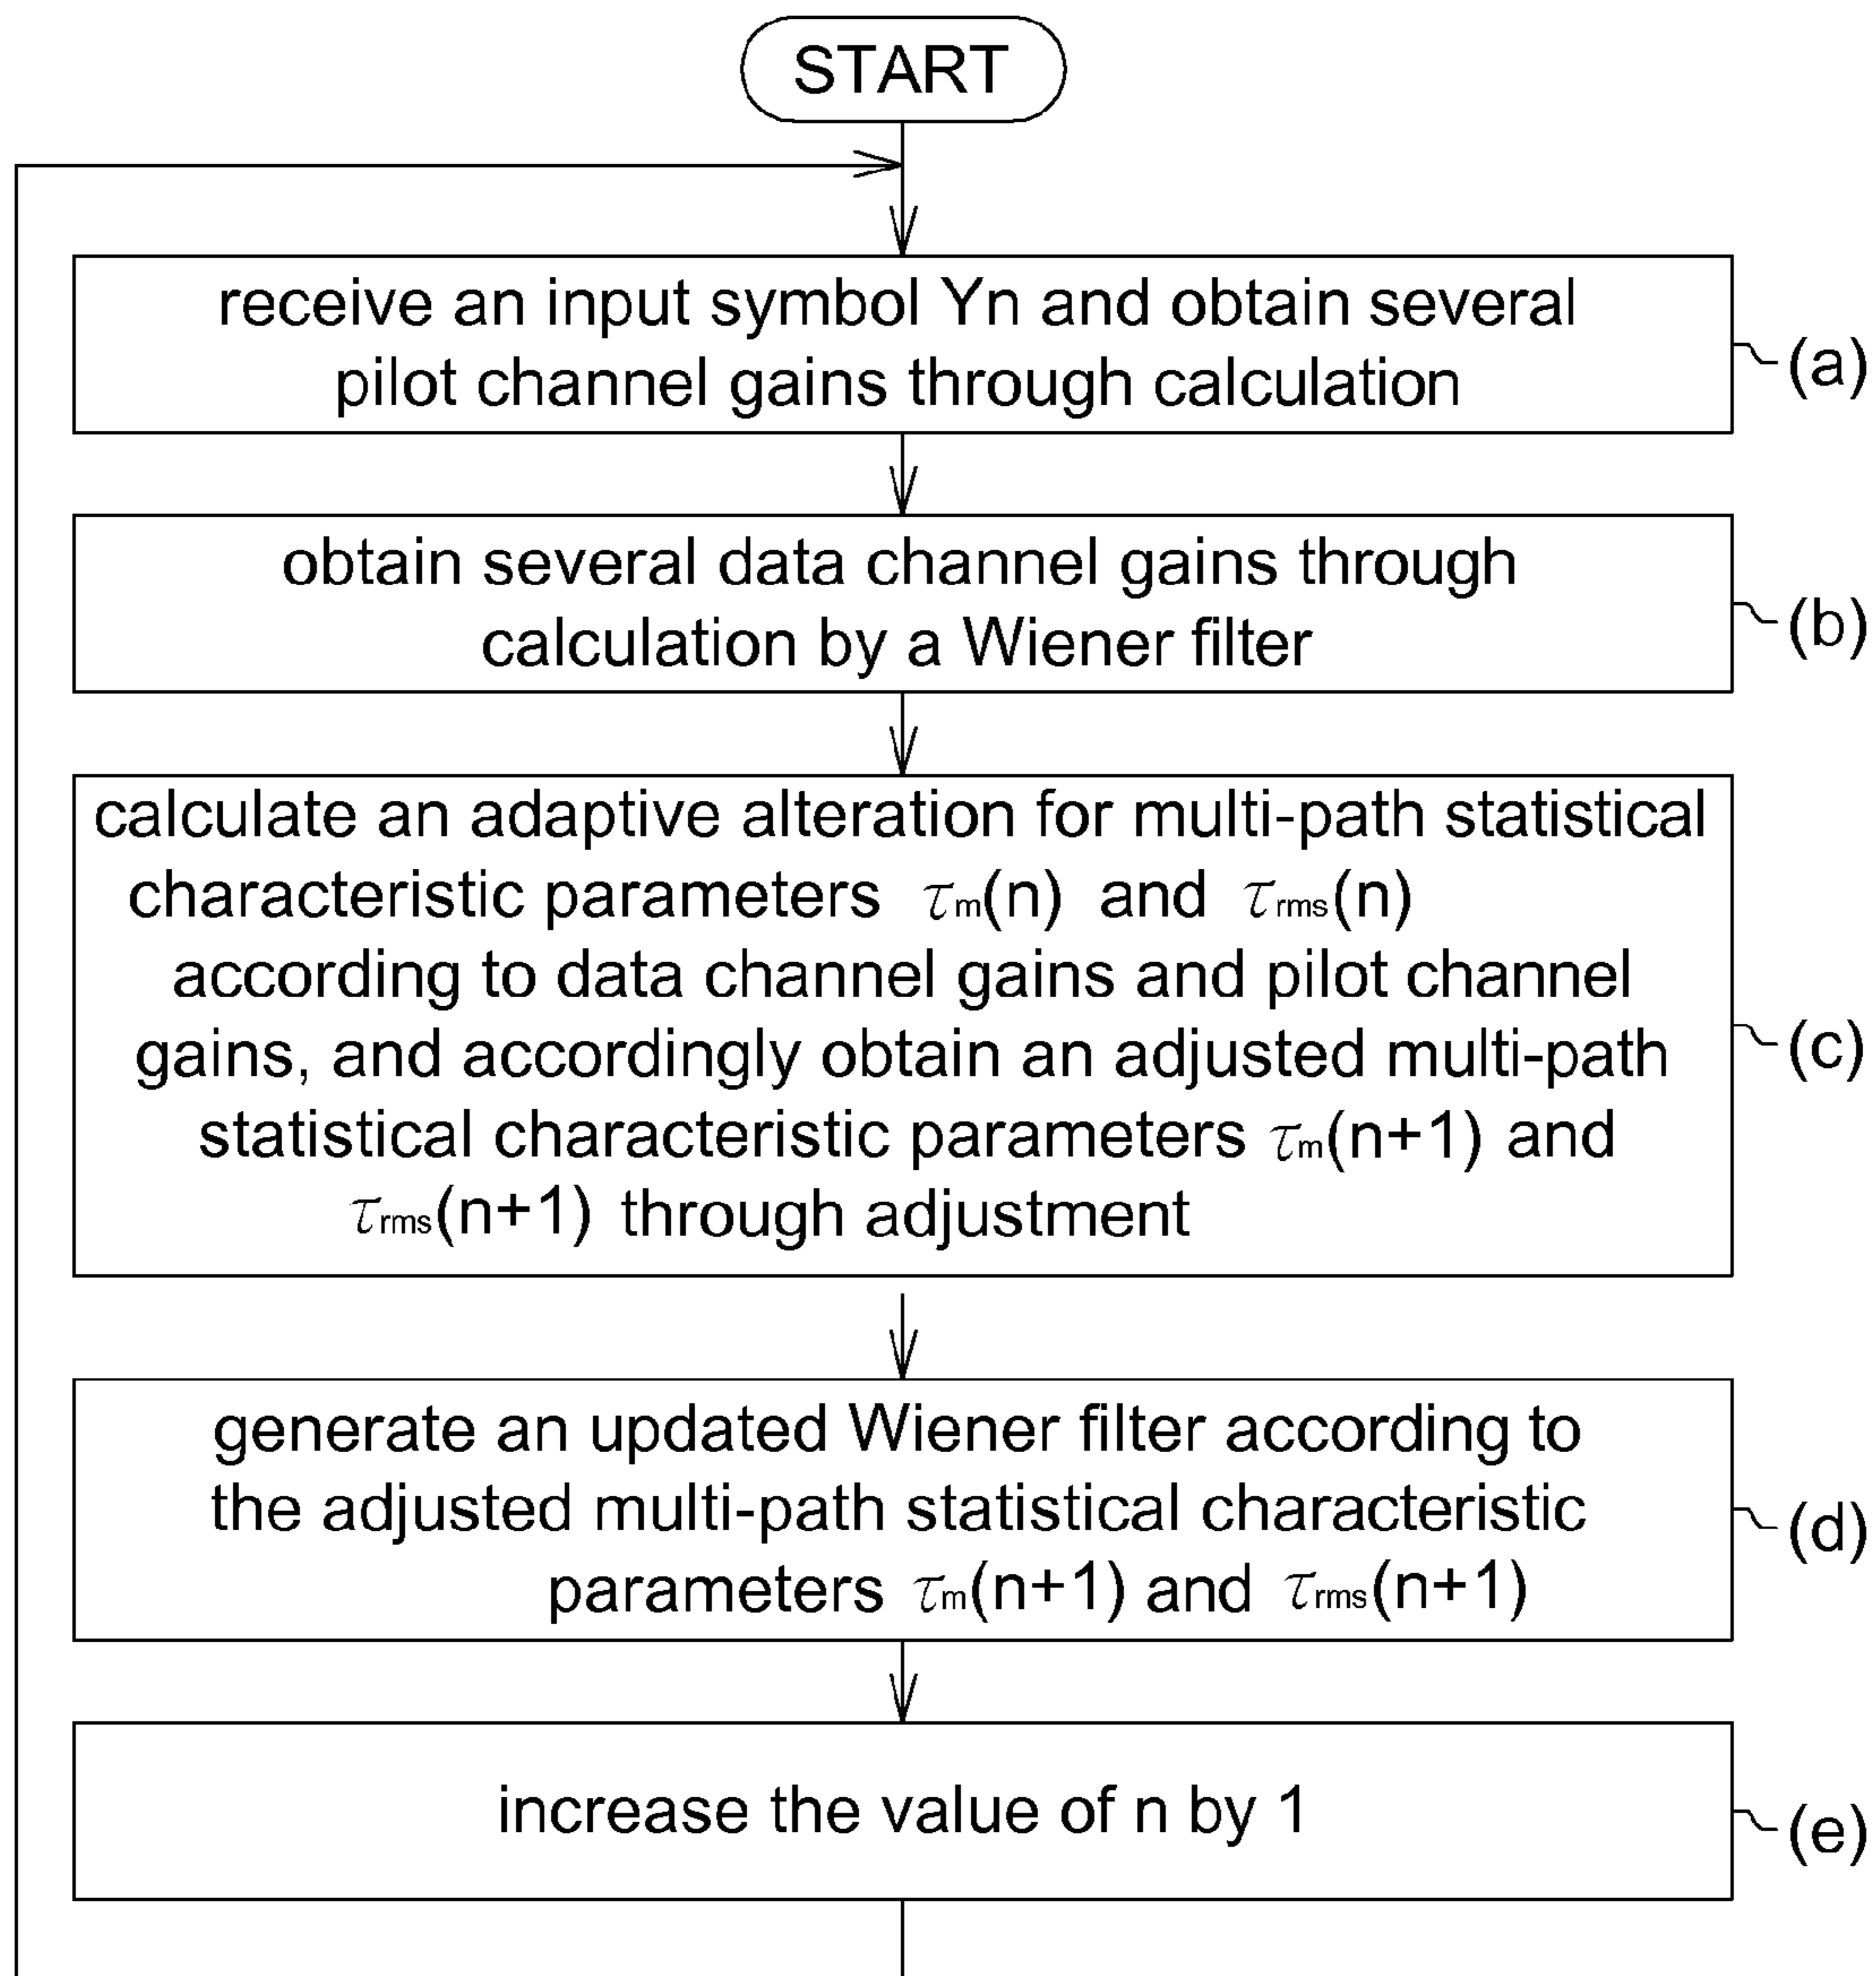 START
receive an input symbol Yn and obtain several
pilot channel gains through calculation
(a)
obtain several data channel gains through
calculation by a Wiener filter
(b)
calculate an adaptive alteration for multi-path statistical
characteristic parameters τm(n) and τrms(n)
according to data channel gains and pilot channel
gains, and accordingly obtain an adjusted multi-path
statistical characteristic parameters τm(n+1) and
τrms(n+1) through adjustment
(c)
generate an updated Wiener filter according to
the adjusted multi-path statistical characteristic
parameters τm(n+1) and τrms(n+1)
(d)
increase the value of n by 1
(e)